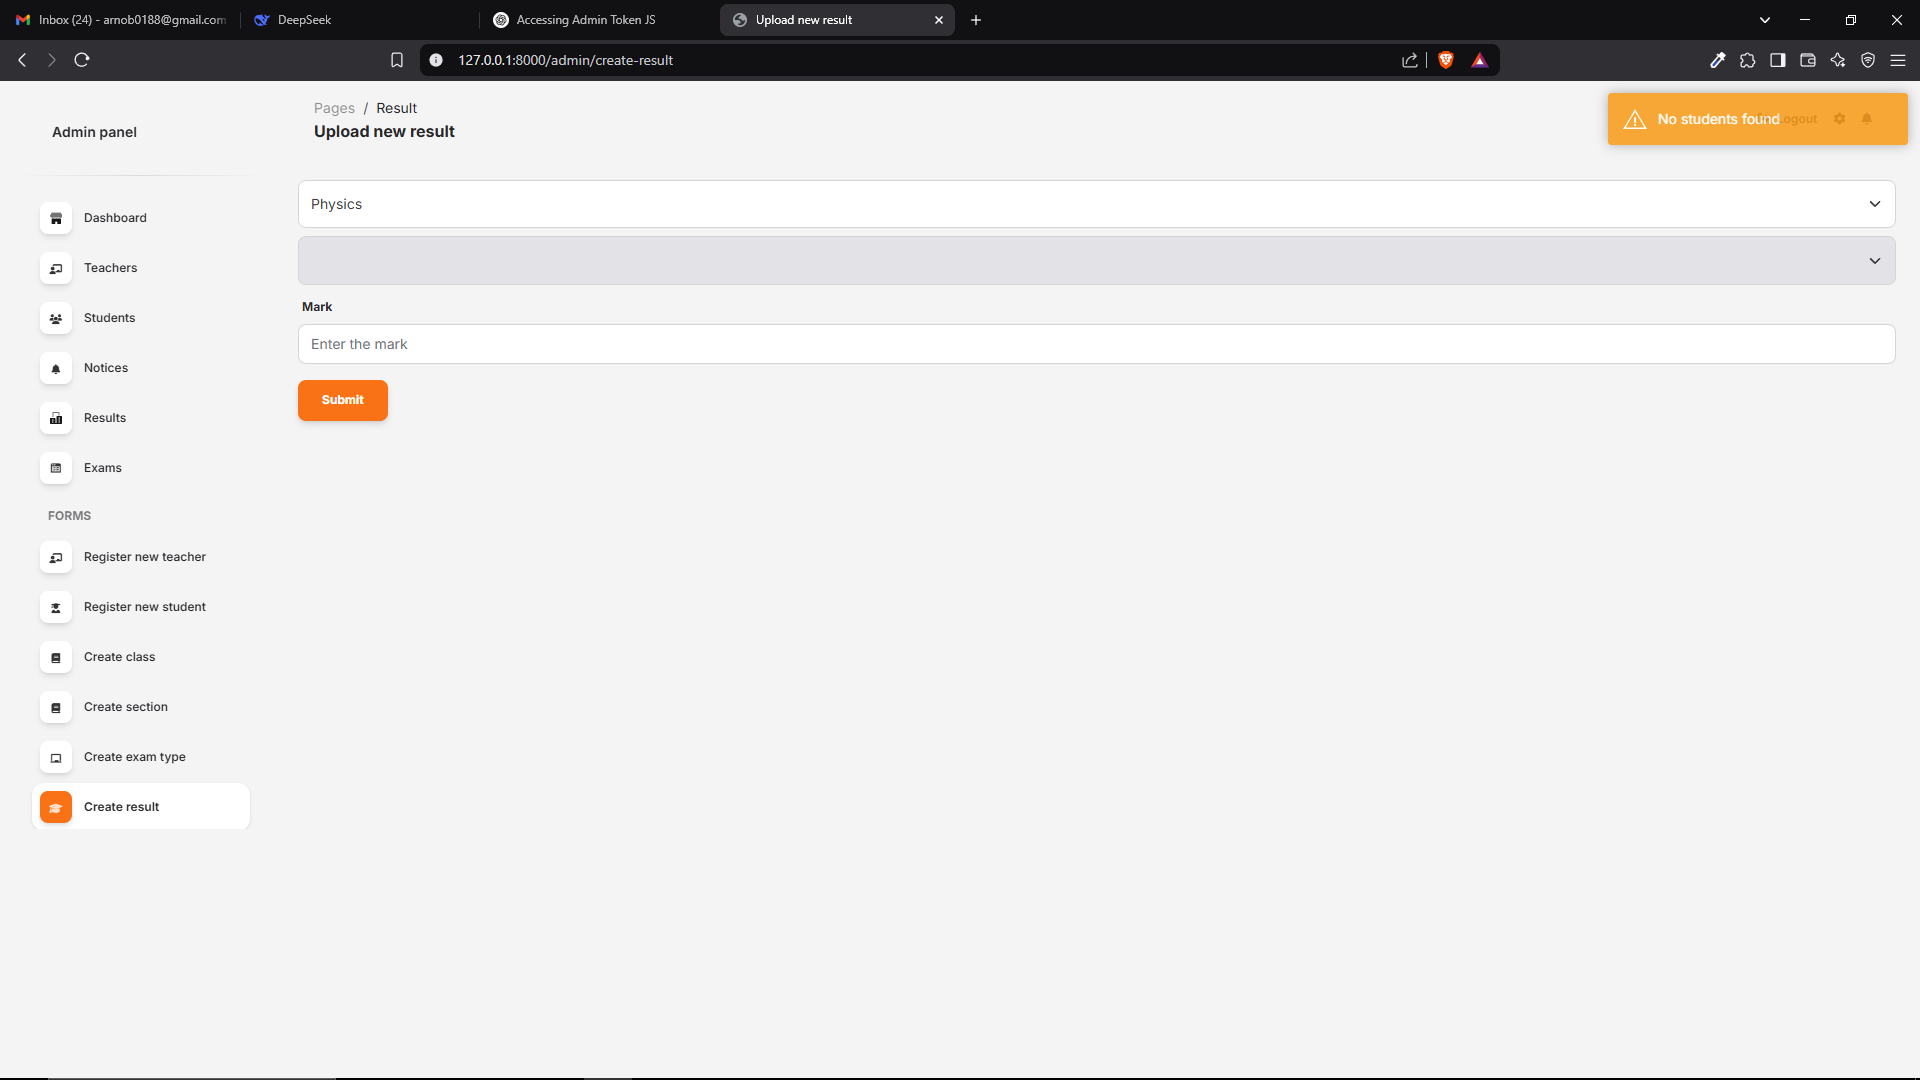 Inbox (24) - arnob0188@gmail.com
DeepSeek
Accessing Admin Token JS
Upload new result
127.0.0.1:8000/admin/create-result
Admin panel
Pages / Result
Upload new result
No students found
Logout
Dashboard
Teachers
Students
Notices
Results
Exams
FORMS
Register new teacher
Register new student
Create class
Create section
Create exam type
Create result
Physics
Mark
Enter the mark
Submit